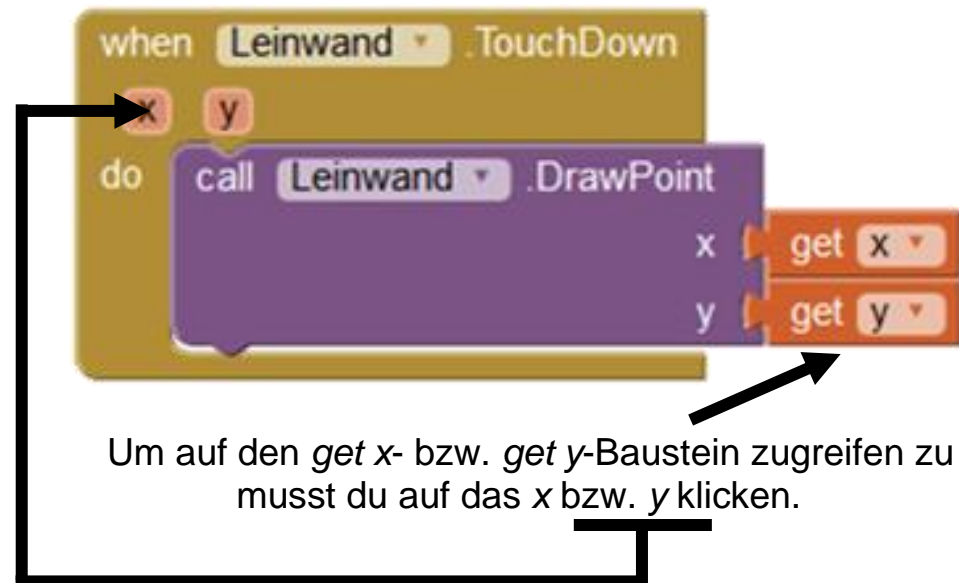 when Leinwand .TouchDown
x y
do call Leinwand .DrawPoint
x get x
y get y
Um auf den get x- bzw. get y-Baustein zugreifen zu
musst du auf das x bzw. y klicken.